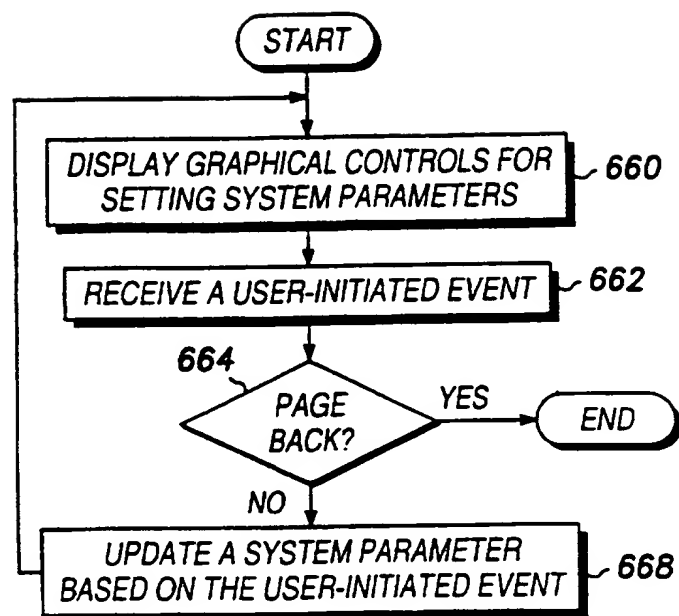 START
DISPLAY GRAPHICAL CONTROLS FOR
SETTING SYSTEM PARAMETERS
660
RECEIVE A USER-INITIATED EVENT
662
664
PAGE
BACK?
YES
END
NO
UPDATE A SYSTEM PARAMETER
BASED ON THE USER-INITIATED EVENT
668